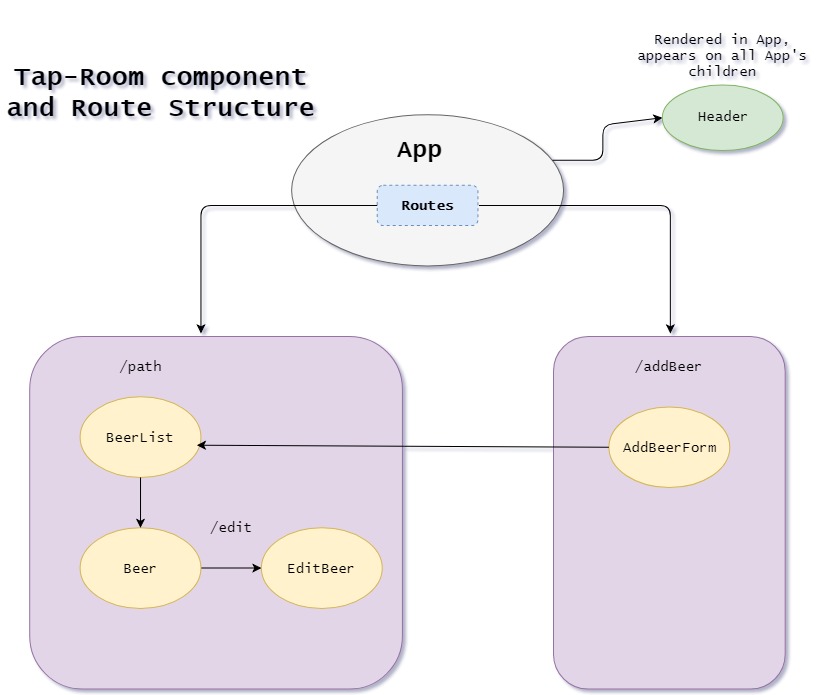 Rendered in App,
appears on all App's
children
Tap-Room component
and Route Structure
Header
App
Routes
/path
/addBeer
BeerList
AddBeerForm
/edit
Beer
EditBeer